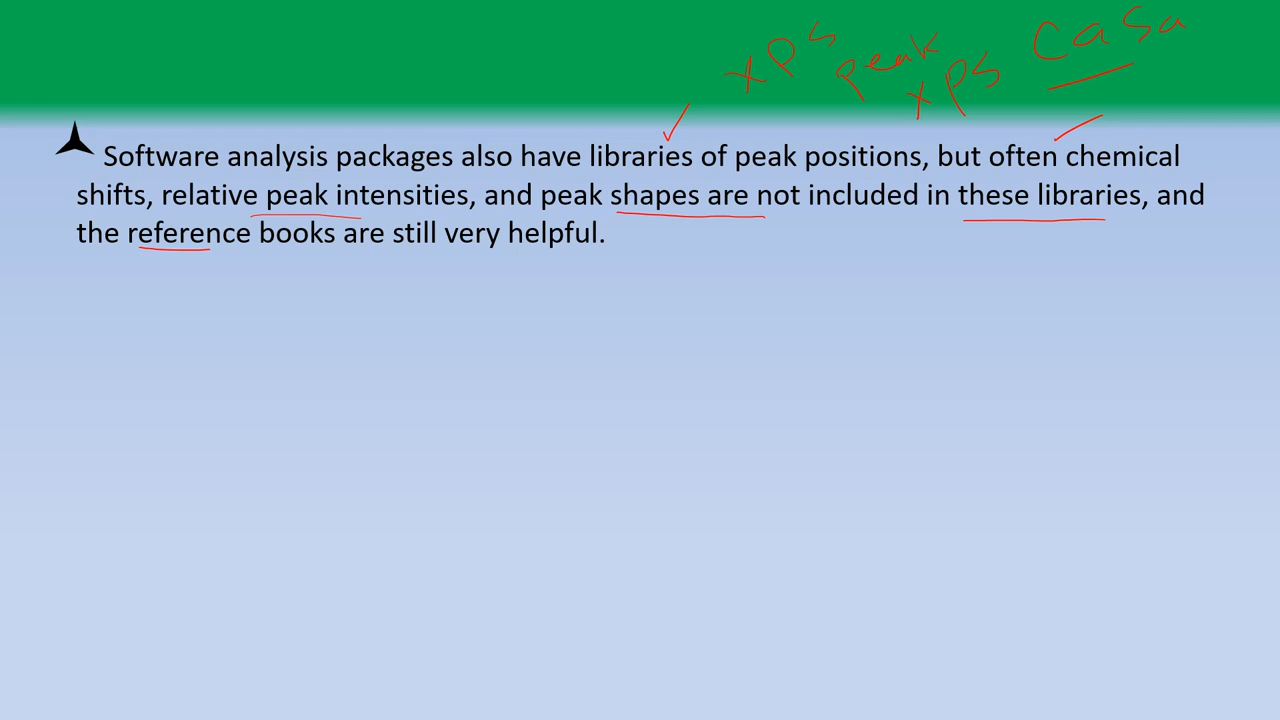 xPS peak xPS Casa
Software analysis packages also have libraries of peak positions, but often chemical
shifts, relative peak intensities, and peak shapes are not included in these libraries, and
the reference books are still very helpful.